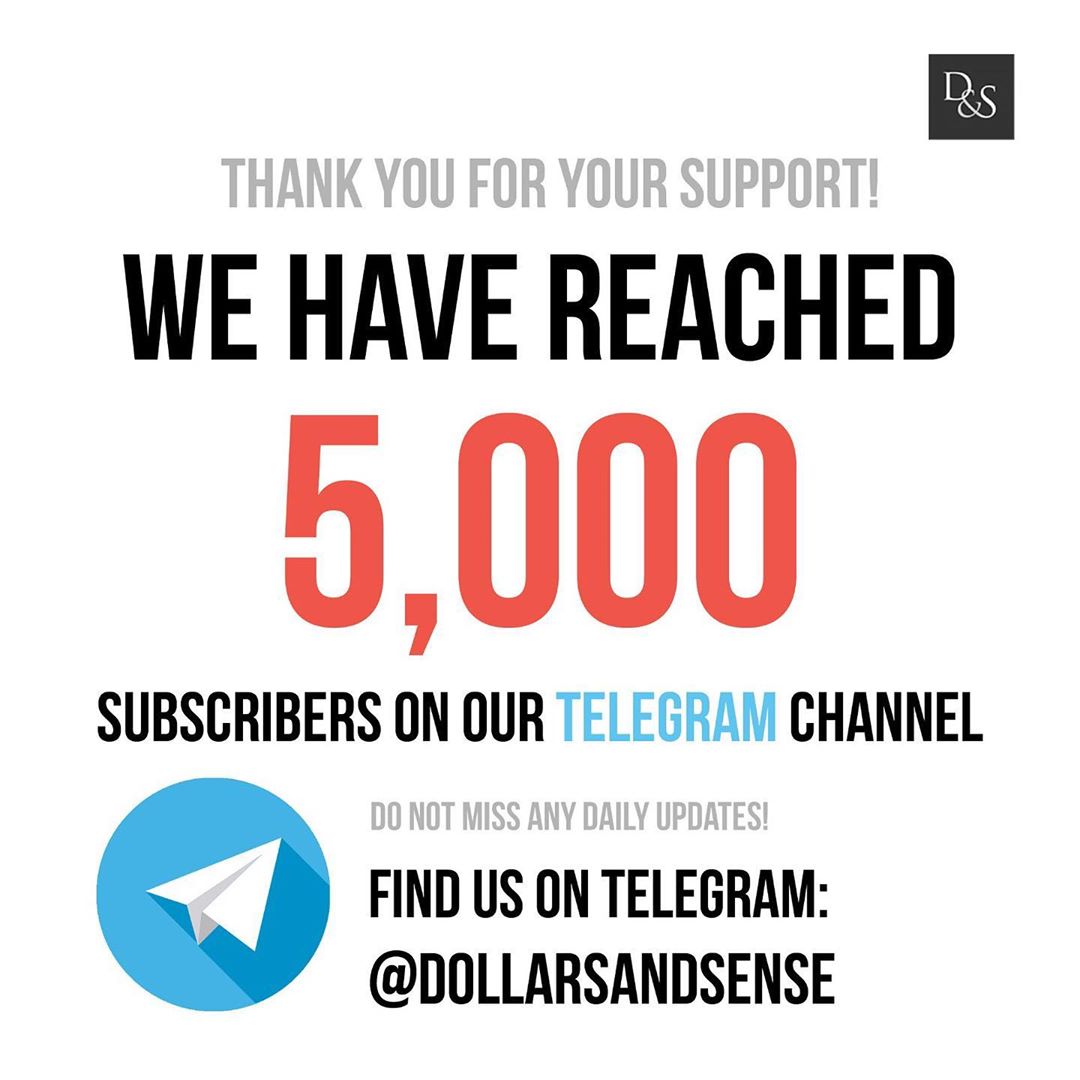 D&S
THANK YOU FOR YOUR SUPPORT!
WE HAVE REACHED
5,000
SUBSCRIBERS ON OUR TELEGRAM CHANNEL
DO NOT MISS ANY DAILY UPDATES!
FIND US ON TELEGRAM:
@DOLLARSANDSENSE